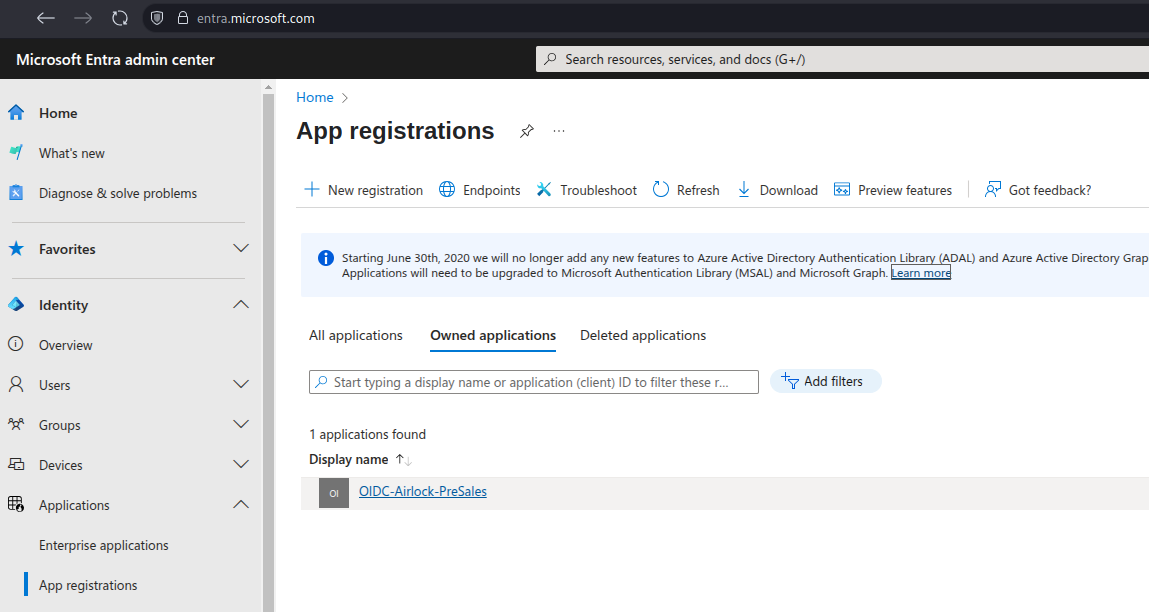 entra.microsoft.com
Microsoft Entra admin center
Search resources, services, and docs (G+/)
Home
What's new
Diagnose & solve problems
Favorites
Identity
Overview
Users
Groups
Devices
Applications
Enterprise applications
App registrations
Home
App registrations
New registration
Endpoints
Troubleshoot
Refresh
Download
Preview features
Got feedback?
Starting June 30th, 2020 we will no longer add any new features to Azure Active Directory Authentication Library (ADAL) and Azure Active Directory Grap
Applications will need to be upgraded to Microsoft Authentication Library (MSAL) and Microsoft Graph. Learn more
All applications
Owned applications
Deleted applications
Start typing a display name or application (client) ID to filter these r...
Add filters
1 applications found
Display name
OI
OIDC-Airlock-PreSales